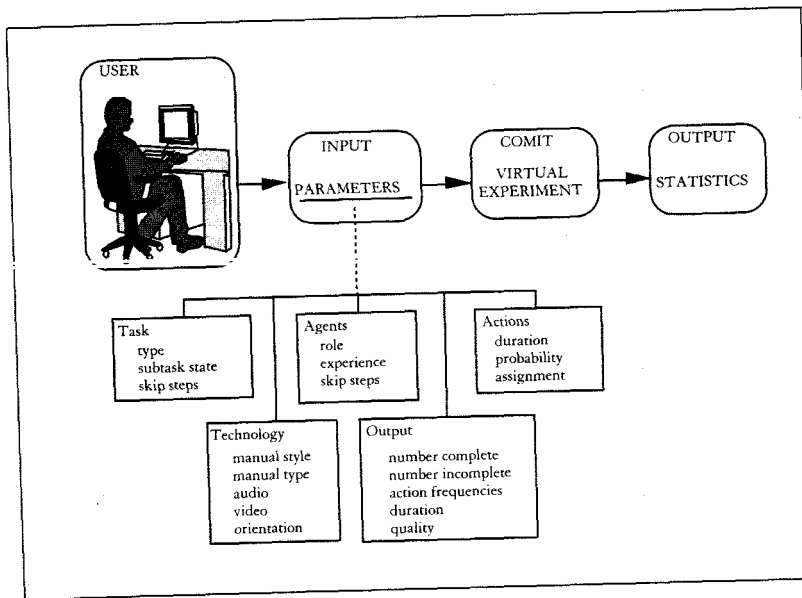 USER
INPUT
PARAMETERS
COMIT
VIRTUAL
EXPERIMENT
OUTPUT
STATISTICS
Task
type
subtask state
skip steps
Agents
role
experience
skip steps
Actions
duration
probability
assignment
Technology
manual style
manual type
audio
video
orientation
Output
number complete
number incomplete
action frequencies
duration
quality